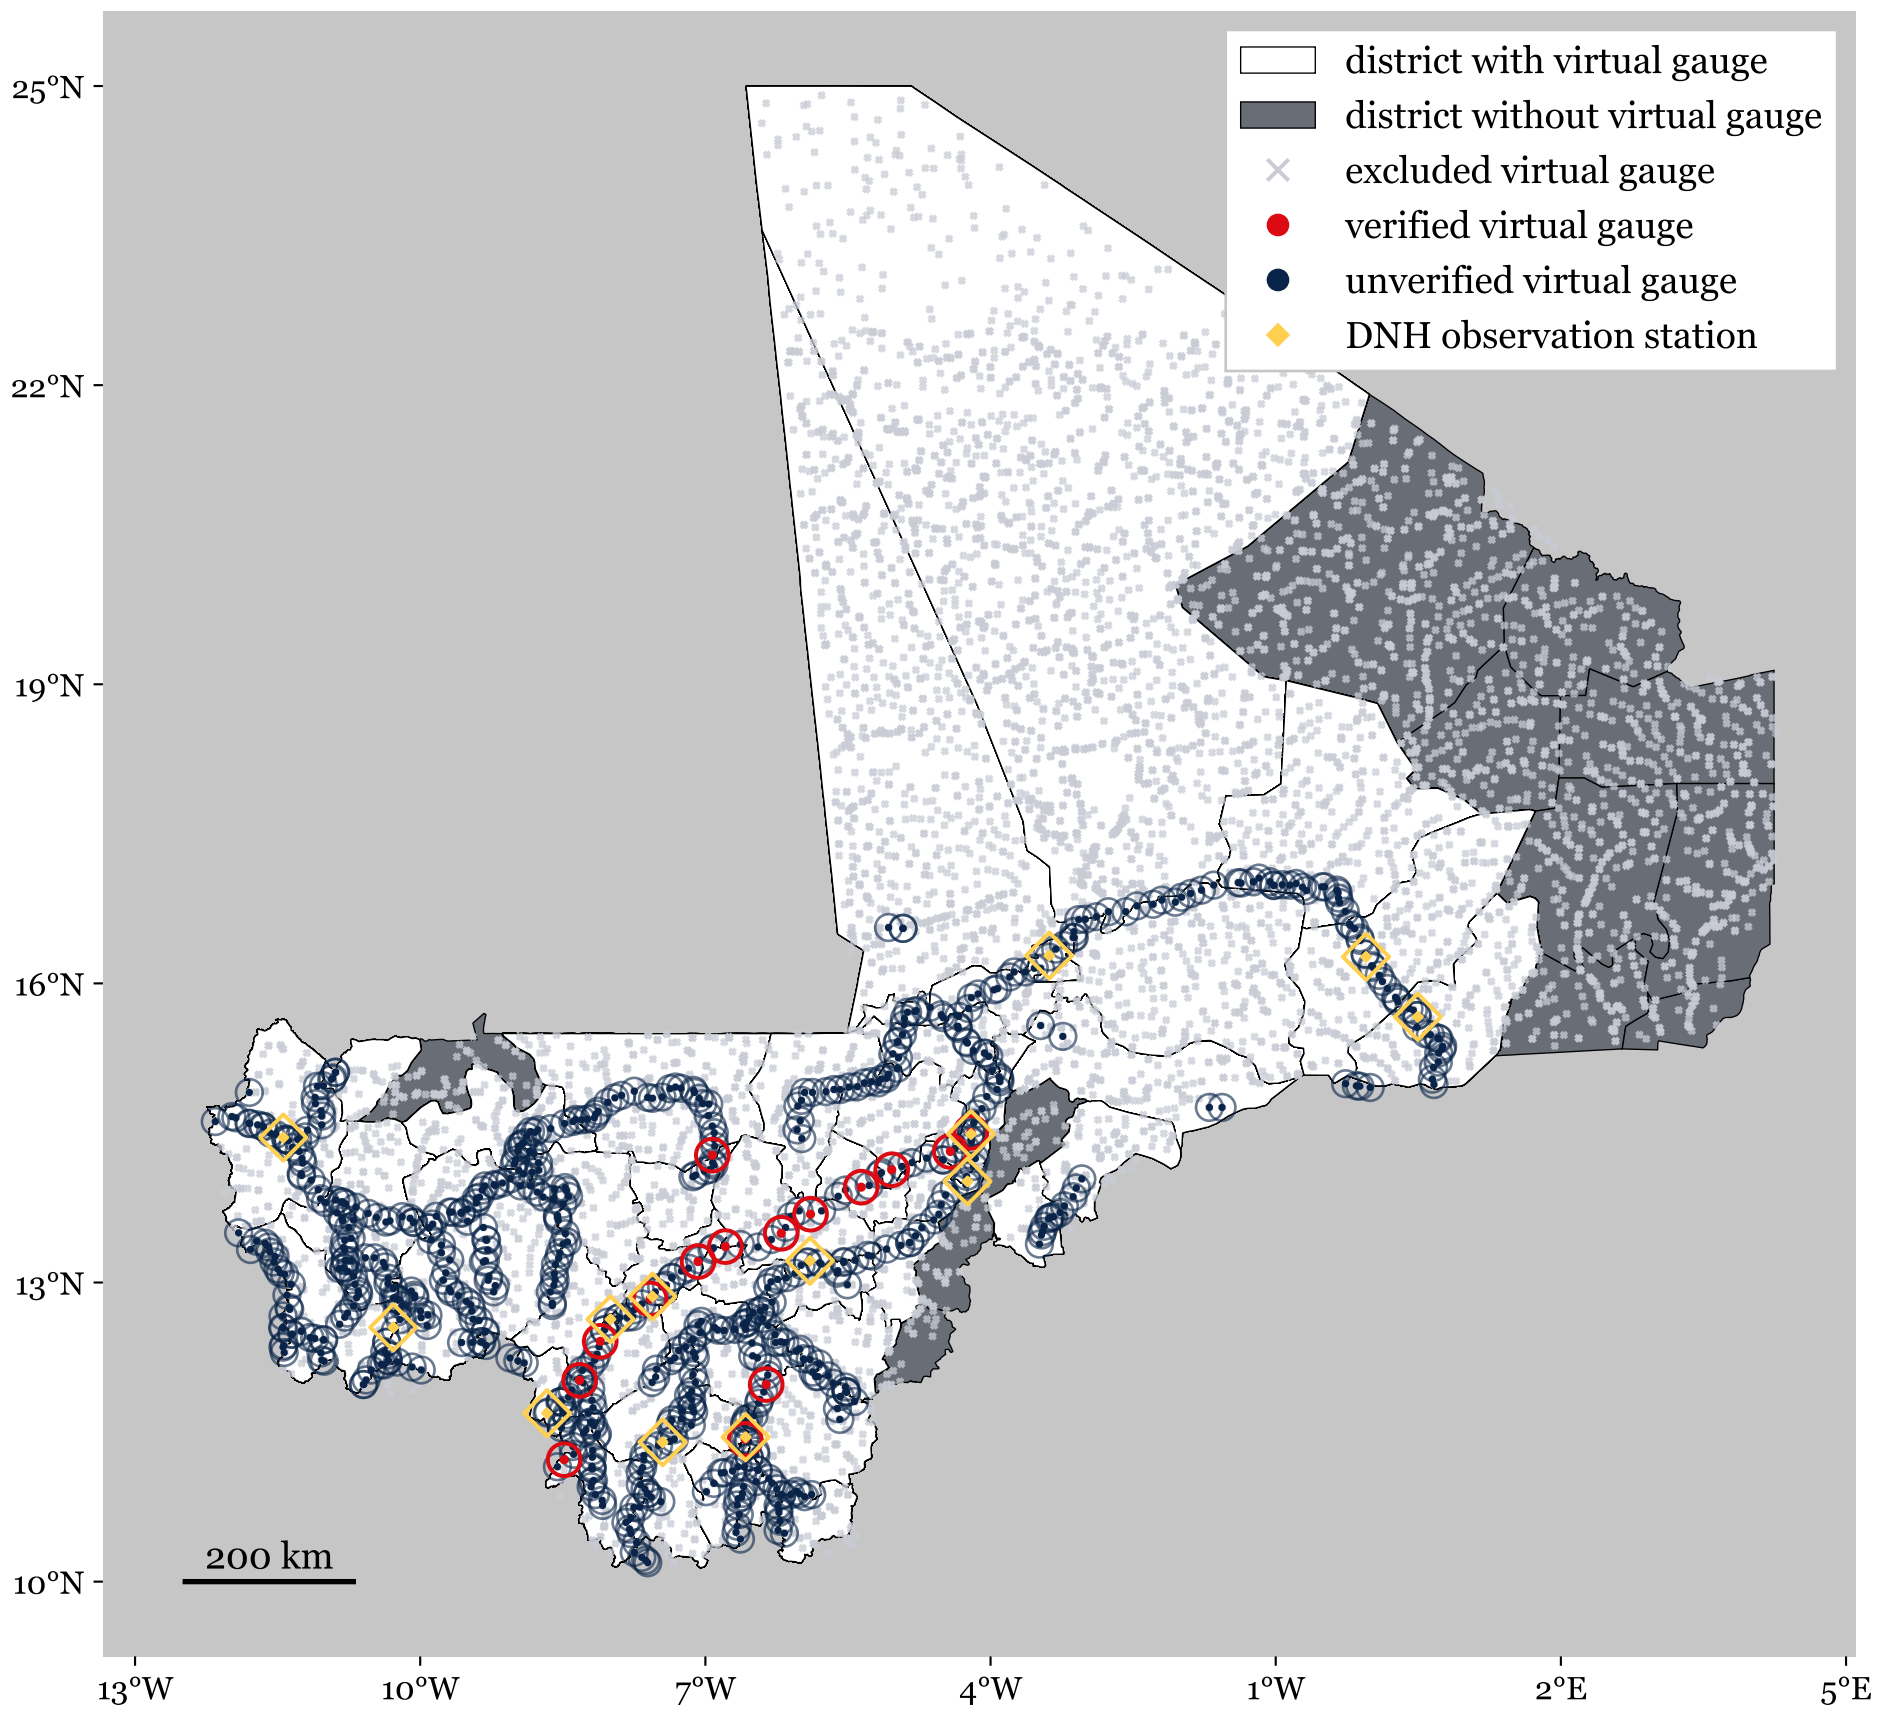 district with virtual gauge
district without virtual gauge
excluded virtual gauge
verified virtual gauge
unverified virtual gauge
DNH observation station
25°N
22°N
19°N
16°N
13°N
10°N
200 km
13°W
10°W
7°W
4°W
1°W
2°E
5°E